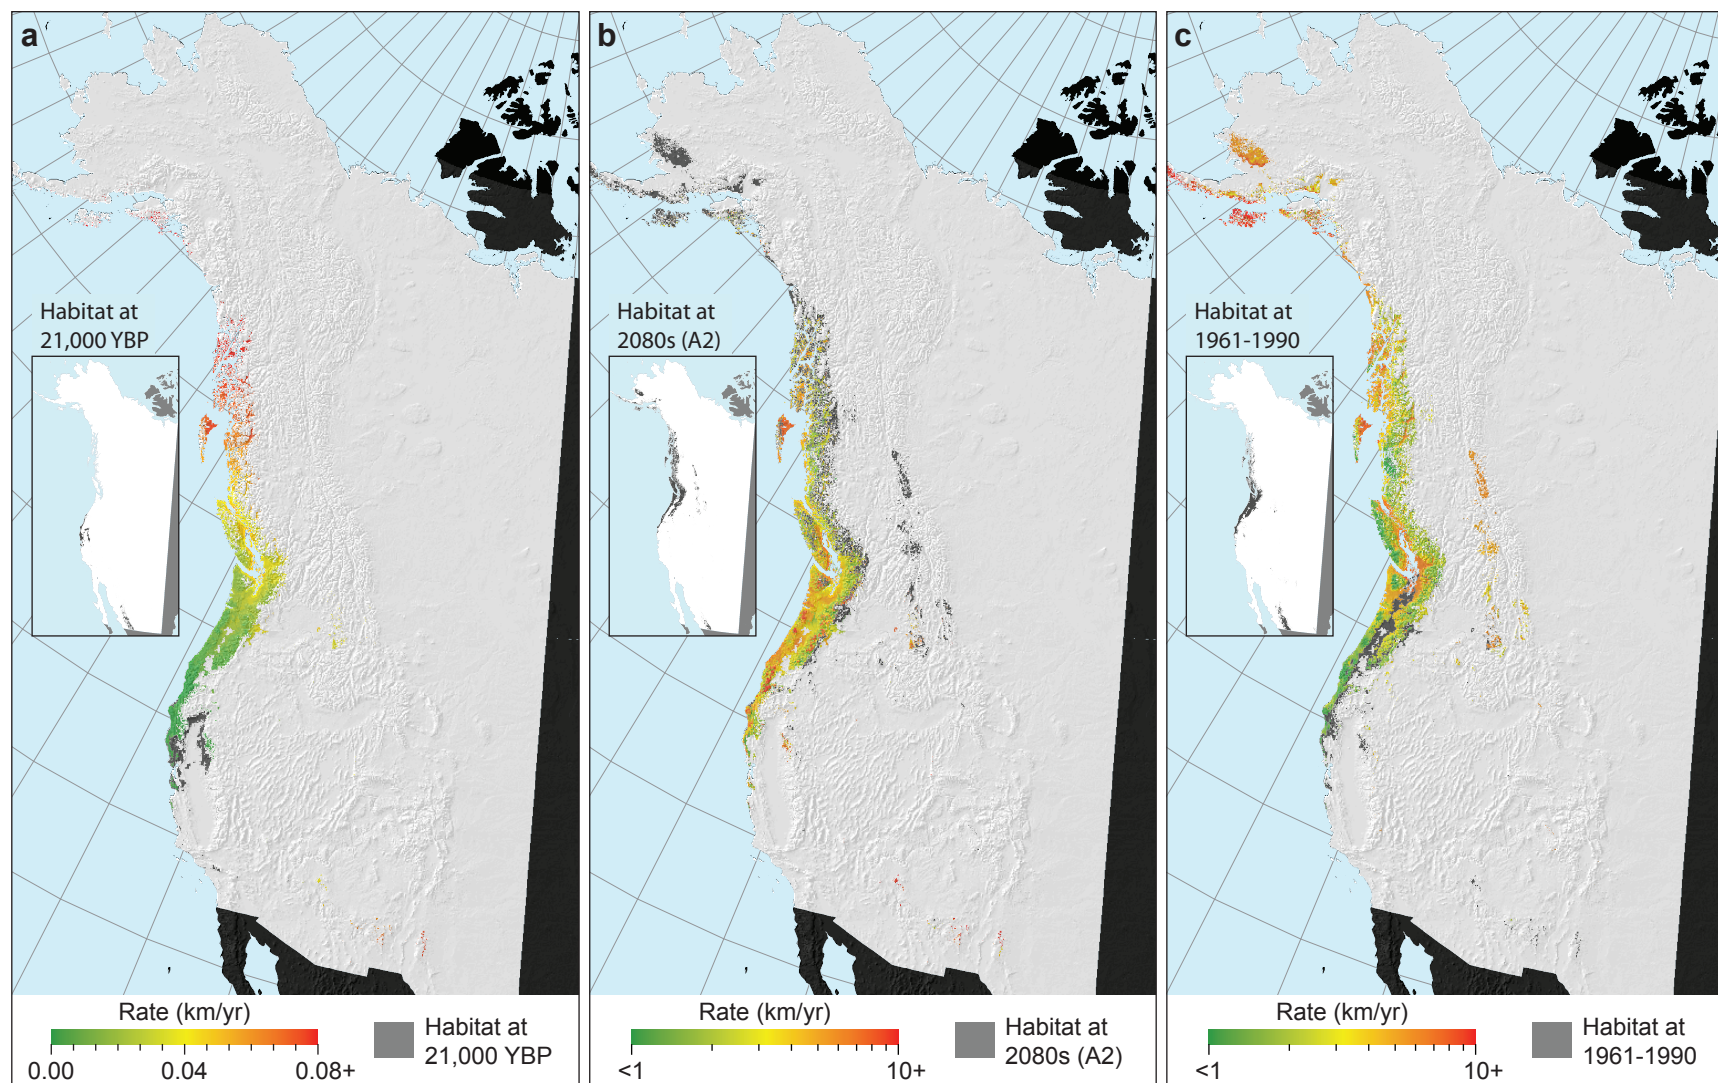 a
Habitat at
21,000 YBP
Rate (km/yr)
0.00 0.04 0.08+
Habitat at
21,000 YBP
b
Habitat at
2080s (A2)
Rate (km/yr)
<1 10+
Habitat at
2080s (A2)
c
Habitat at
1961-1990
Rate (km/yr)
<1 10+
Habitat at
1961-1990